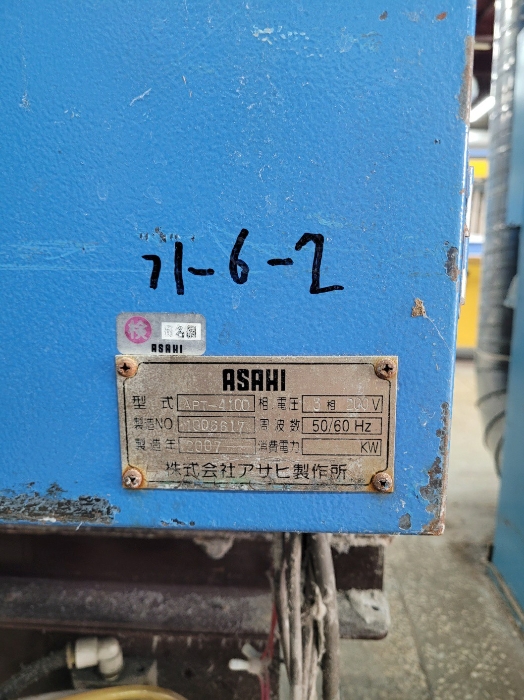 가-6-2
検
ASAHI
ASAHI
型式 APT-4100 相・電圧 3相 200V
製造NO 周波数 50/60 Hz
製造年 2007 消費電力 KW
株式会社アサヒ製作所